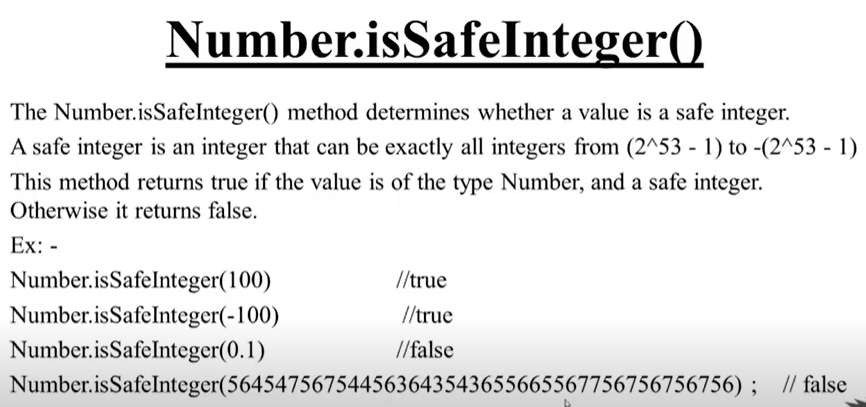 Number.isSafeInteger()
The Number.isSafeInteger() method determines whether a value is a safe integer.
A safe integer is an integer that can be exactly all integers from (2^53 - 1) to -(2^53 - 1)
This method returns true if the value is of the type Number, and a safe integer.
Otherwise it returns false.
Ex: -
Number.isSafeInteger(100) //true
Number.isSafeInteger(-100) //true
Number.isSafeInteger(0.1) //false
Number.isSafeInteger(56454756754456364354365566556775675675​6756) ; // false